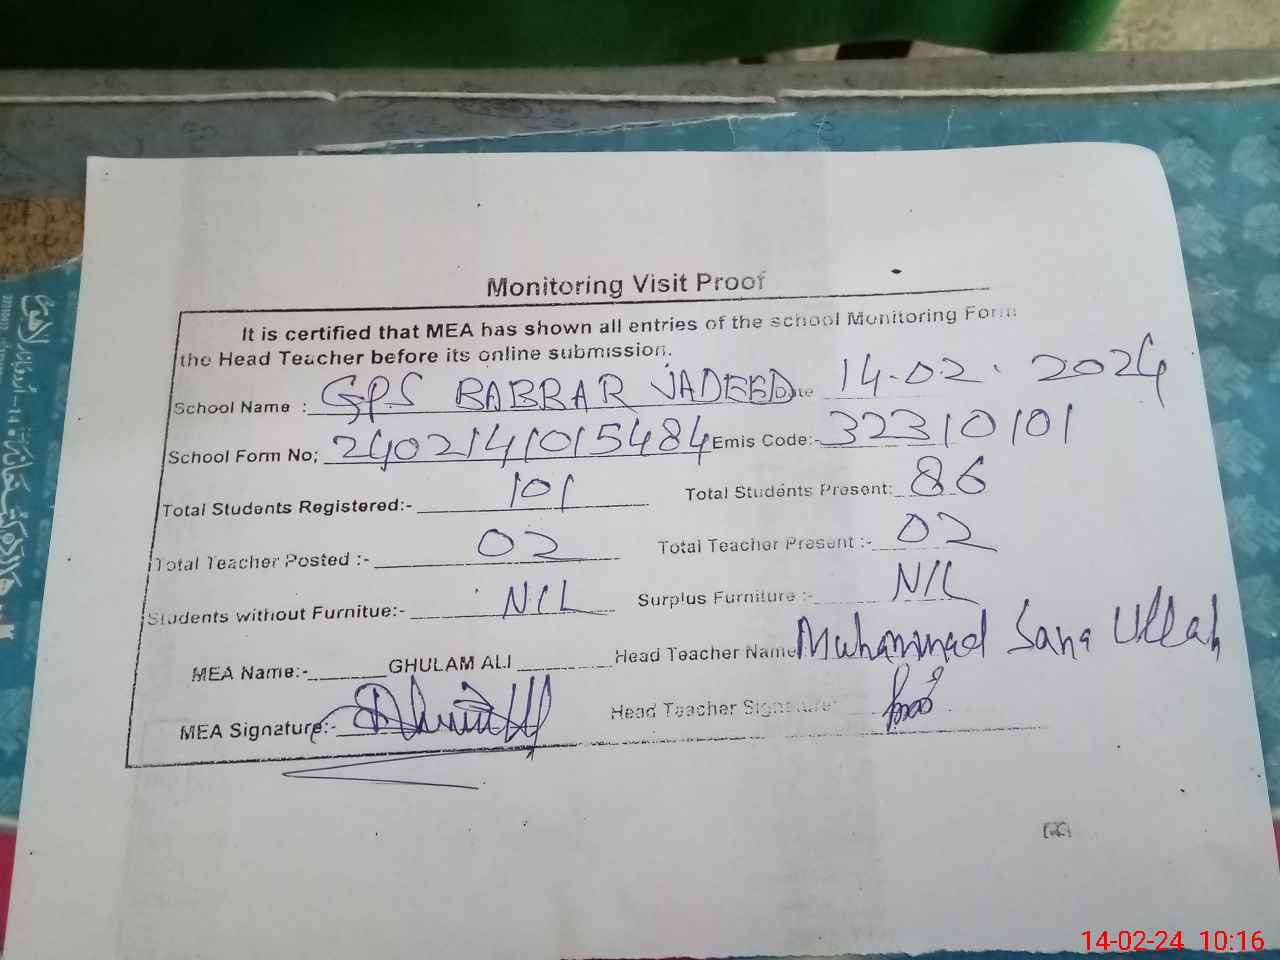 Monitoring Visit Proof
It is certified that MEA has shown all entries of the school Monitoring Form
the Head Teacher before its online submission.
School Name : GPS BABRAR JADEED Date 14-02-2024
School Form No; 2402141015484 Emis Code:- 32310101
Total Students Registered:- 101 Total Students Present: 86
Total Teacher Posted :- 02 Total Teacher Present :- 02
Students without Furnitue:- NIL Surplus Furniture :- NIL
MEA Name:- GHULAM ALI Head Teacher Name Muhammad Sana Ullah
MEA Signature:- Head Teacher Signature:
14-02-24 10:16